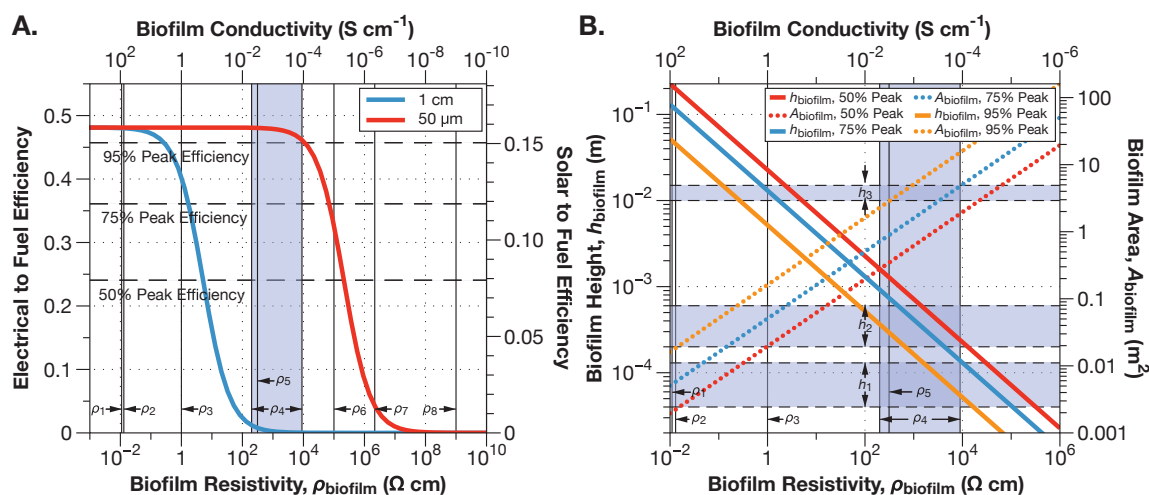 A.
Biofilm Conductivity (S cm⁻¹)
10² 1 10⁻² 10⁻⁴ 10⁻⁶ 10⁻⁸ 10⁻¹⁰
Electrical to Fuel Efficiency
0.5
0.4
0.3
0.2
0.1
0
1 cm
50 µm
95% Peak Efficiency
75% Peak Efficiency
50% Peak Efficiency
ρ₅
ρ₁ ρ₂ ρ₃ ρ₄ ρ₆ ρ₇ ρ₈
0.15
0.10
0.05
0
Solar to Fuel Efficiency
10⁻² 1 10² 10⁴ 10⁶ 10⁸ 10¹⁰
Biofilm Resistivity, ρbiofilm (Ω cm)
B.
Biofilm Conductivity (S cm⁻¹)
10² 1 10⁻² 10⁻⁴ 10⁻⁶
Biofilm Height, hbiofilm (m)
10⁻¹
10⁻²
10⁻³
10⁻⁴
hbiofilm, 50% Peak
Abiofilm, 50% Peak
hbiofilm, 75% Peak
Abiofilm, 75% Peak
hbiofilm, 95% Peak
Abiofilm, 95% Peak
h₃
h₂
h₁
ρ₁ ρ₅
ρ₂ ρ₃ ρ₄
100
10
1
0.1
0.01
0.001
Biofilm Area, Abiofilm (m²)
10⁻² 1 10² 10⁴ 10⁶
Biofilm Resistivity, ρbiofilm (Ω cm)